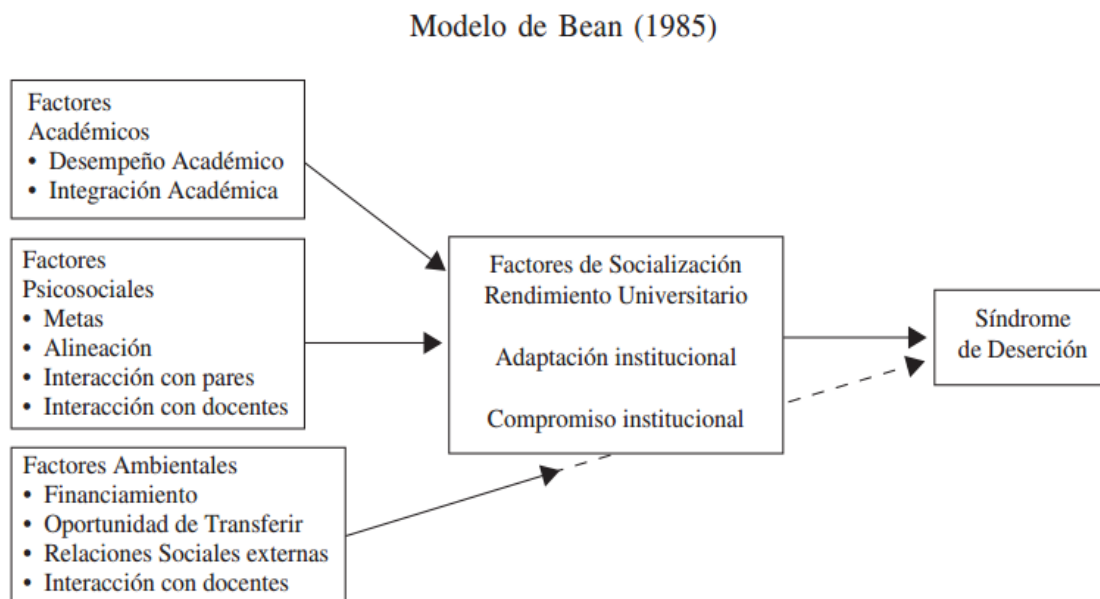 Modelo de Bean (1985)
Factores
Académicos
• Desempeño Académico
• Integración Académica
Factores
Psicosociales
• Metas
• Alineación
• Interacción con pares
• Interacción con docentes
Factores Ambientales
• Financiamiento
• Oportunidad de Transferir
• Relaciones Sociales externas
• Interacción con docentes
Factores de Socialización
Rendimiento Universitario
Adaptación institucional
Compromiso institucional
Síndrome
de Deserción